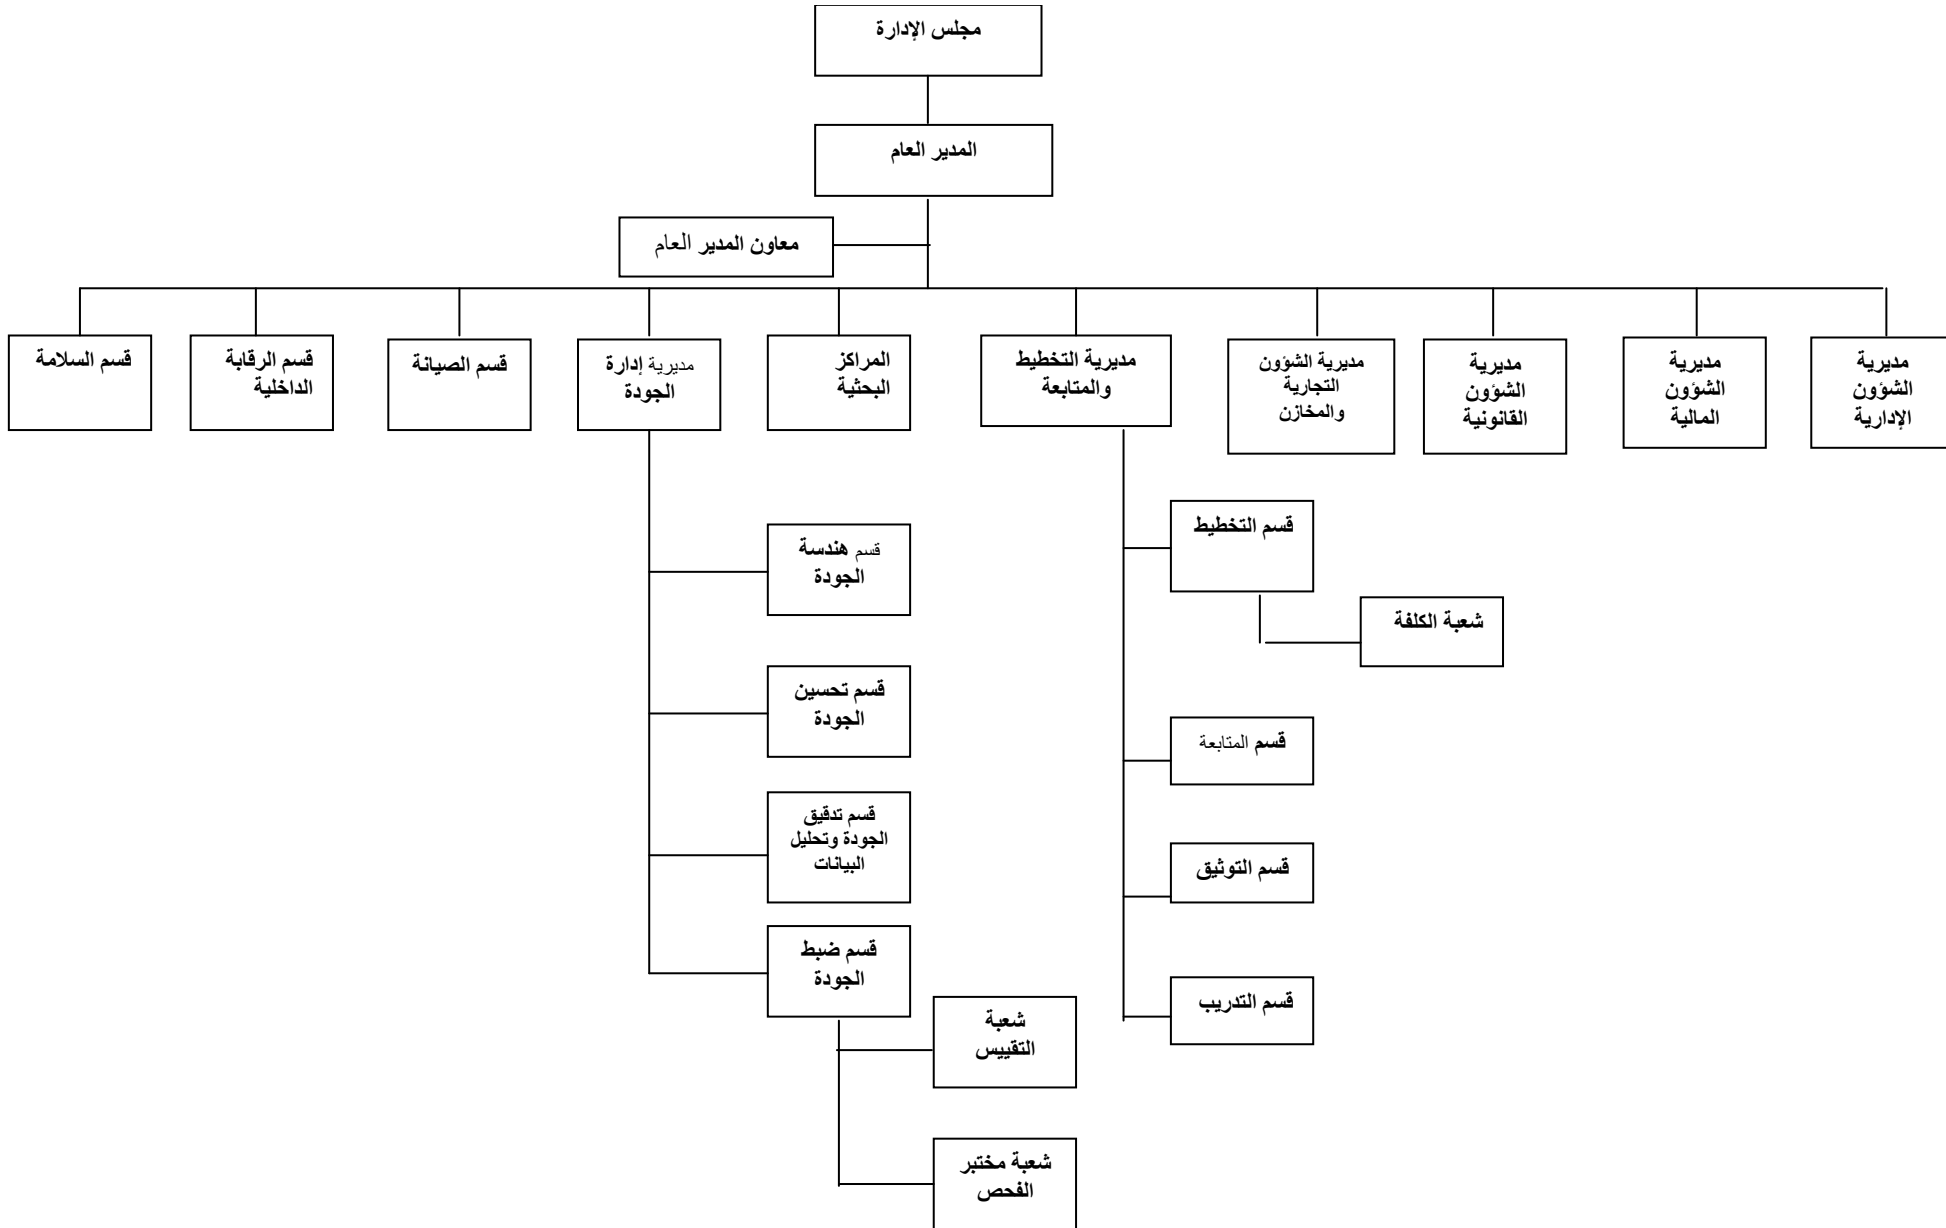 مجلس الإدارة
المدير العام
معاون المدير العام
مديرية
الشؤون
الإدارية
مديرية
الشؤون
المالية
مديرية
الشؤون
القانونية
مديرية الشؤون
التجارية
والمخازن
مديرية التخطيط
والمتابعة
المراكز
البحثية
مديرية إدارة
الجودة
قسم الصيانة
قسم الرقابة
الداخلية
قسم السلامة
قسم التخطيط
شعبة الكلفة
قسم المتابعة
قسم التوثيق
قسم التدريب
قسم هندسة
الجودة
قسم تحسين
الجودة
قسم تدقيق
الجودة وتحليل
البيانات
قسم ضبط
الجودة
شعبة
التقييس
شعبة مختبر
الفحص